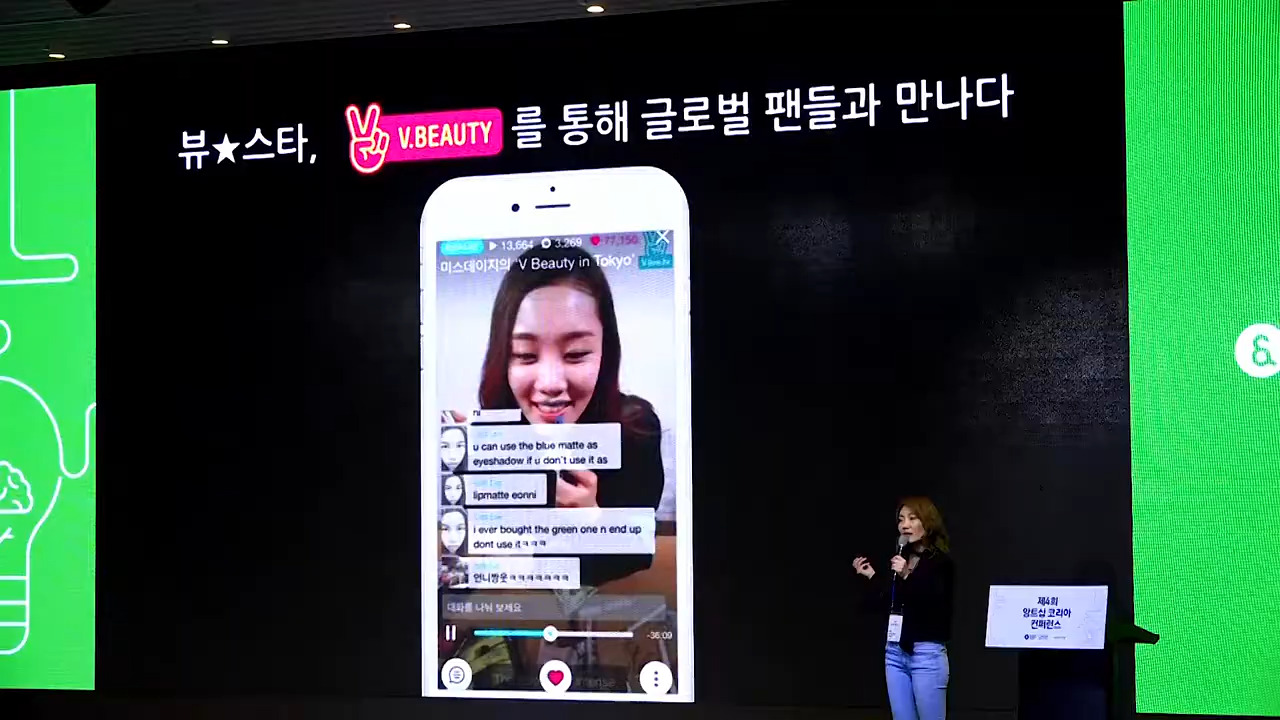 뷰★스타, V.BEAUTY 를 통해 글로벌 팬들과 만나다
13,664 3,269 77,150
미스데이지의 'V Beauty in Tokyo'
hi
u can use the blue matte as
eyeshadow if u don't use it as
lipmatte eonni
i ever bought the green one n end up
dont use itㅋㅋㅋ
언니짱웃ㅋㅋㅋㅋㅋㅋㅋ
대화를 나눠 보세요
-36:09
&
제4회
앙트십 코리아
컨퍼런스